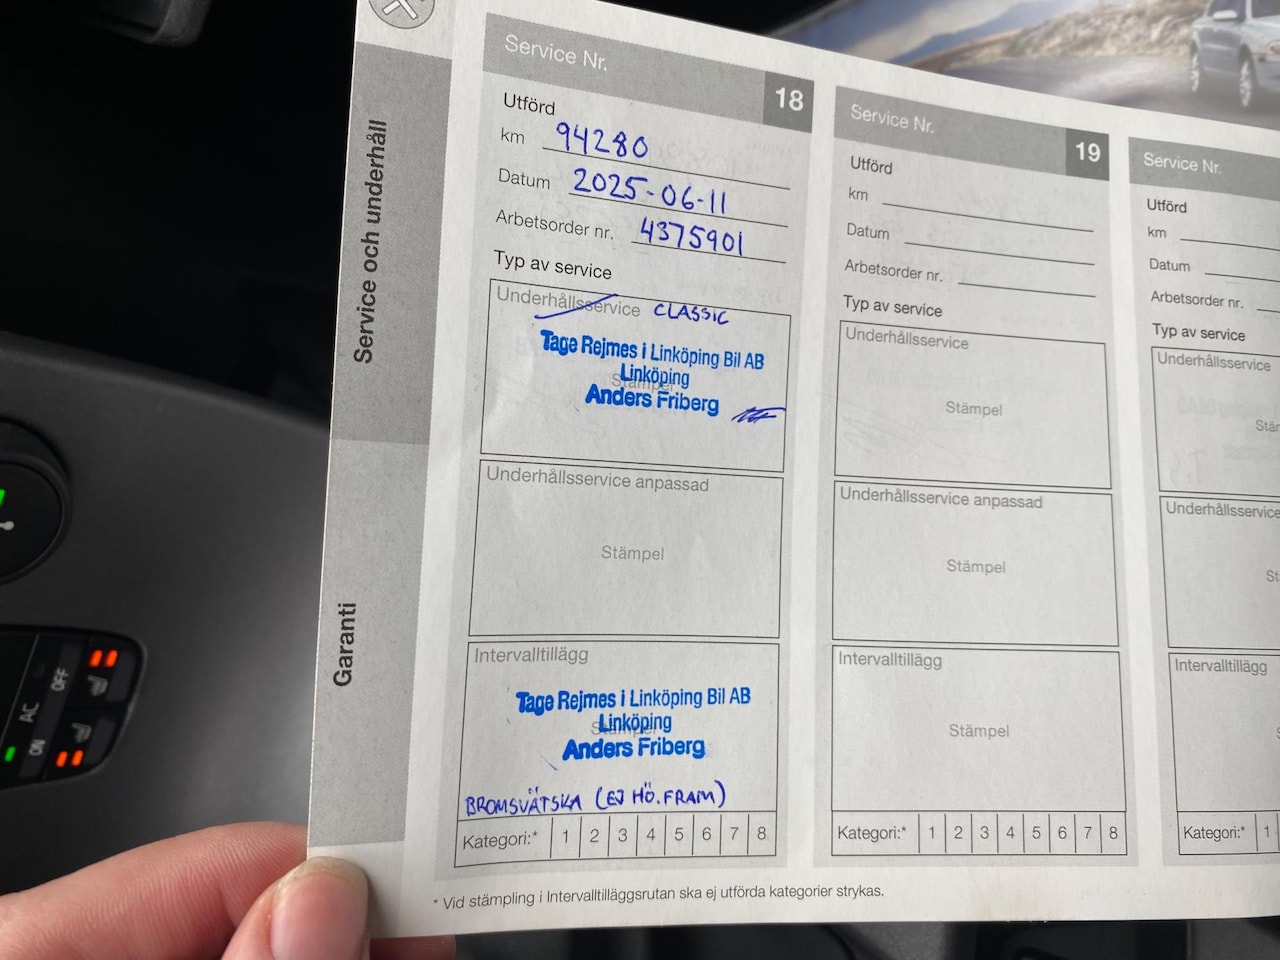 Service och underhåll
Garanti
Service Nr. 18
Utförd
km 94280
Datum 2025-06-11
Arbetsorder nr. 4375901
Typ av service
Underhållsservice CLASSIC
Tage Rejmes i Linköping Bil AB
Linköping
Stämpel
Anders Friberg
Underhållsservice anpassad
Stämpel
Intervalltillägg
Tage Rejmes i Linköping Bil AB
Linköping
Stämpel
Anders Friberg
BROMSVÄTSKA (EJ HÖ.FRAM)
Kategori:* 1 2 3 4 5 6 7 8
Service Nr. 19
Utförd
km
Datum
Arbetsorder nr.
Typ av service
Underhållsservice
Stämpel
Underhållsservice anpassad
Stämpel
Intervalltillägg
Stämpel
Kategori:* 1 2 3 4 5 6 7 8
Service Nr.
Utförd
km
Datum
Arbetsorder nr.
Typ av service
Underhållsservice
Stär
Underhållsservice
St
Intervalltillägg
S
Kategori:* 1
* Vid stämpling i Intervalltilläggsrutan ska ej utförda kategorier strykas.
AC
OFF
ON